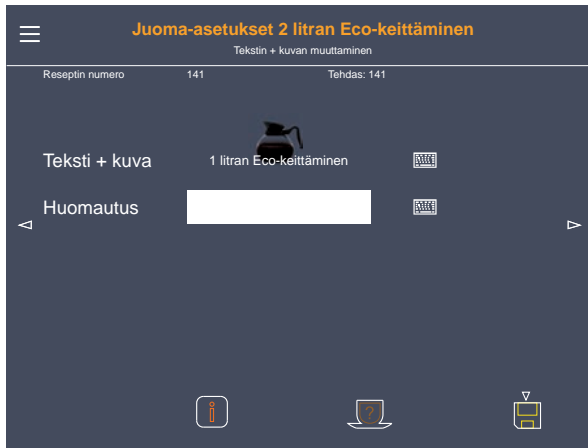 Juoma-asetukset 2 litran Eco-keittäminen
Tekstin + kuvan muuttaminen
Reseptin numero 141 Tehdas: 141
Teksti + kuva 1 litran Eco-keittäminen
Huomautus
i ?